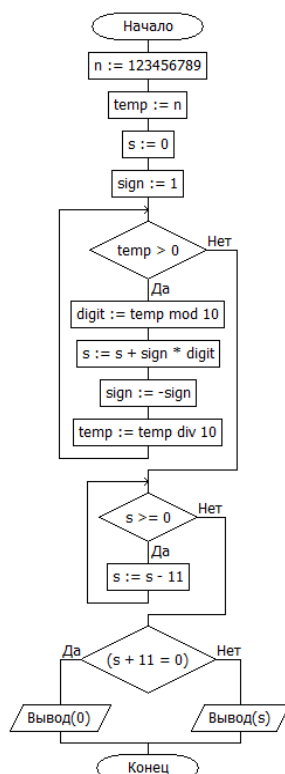 Начало
n := 123456789
temp := n
s := 0
sign := 1
temp > 0
Нет
Да
digit := temp mod 10
s := s + sign * digit
sign := -sign
temp := temp div 10
s >= 0
Нет
Да
s := s - 11
Да
(s + 11 = 0)
Нет
Вывод(0)
Вывод(s)
Конец